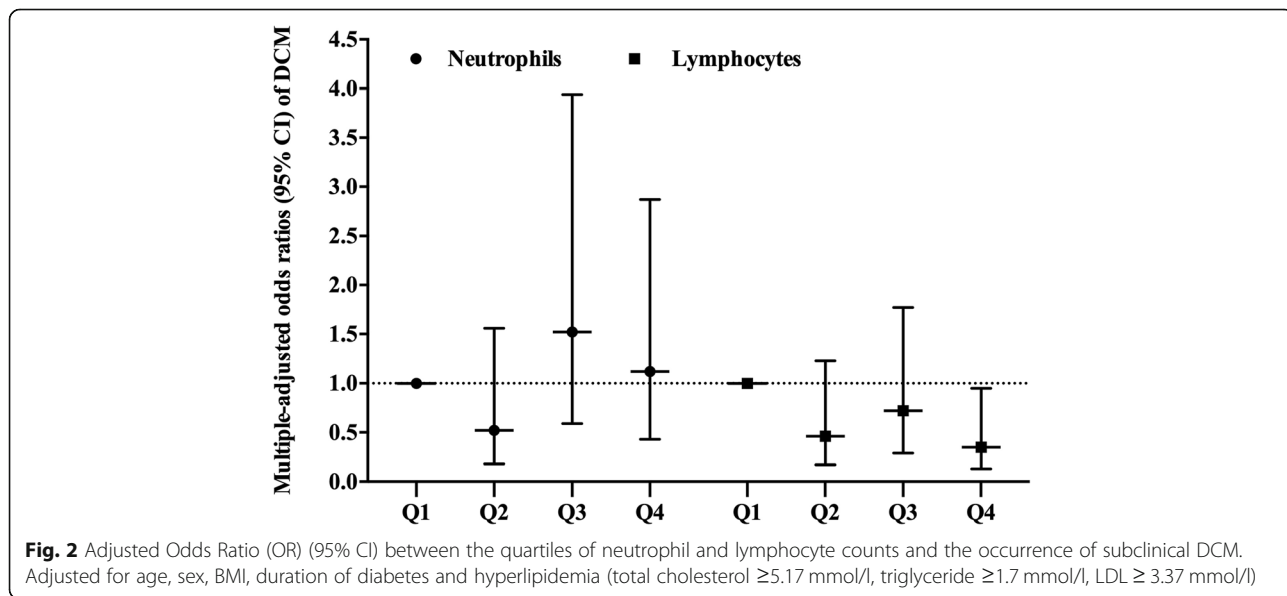 Multiple-adjusted odds ratios (95% CI) of DCM
4.5
4.0
3.5
3.0
2.5
2.0
1.5
1.0
0.5
0.0
Neutrophils
Lymphocytes
Q1 Q2 Q3 Q4 Q1 Q2 Q3 Q4
Fig. 2 Adjusted Odds Ratio (OR) (95% CI) between the quartiles of neutrophil and lymphocyte counts and the occurrence of subclinical DCM.
Adjusted for age, sex, BMI, duration of diabetes and hyperlipidemia (total cholesterol ≥5.17 mmol/l, triglyceride ≥1.7 mmol/l, LDL ≥ 3.37 mmol/l)